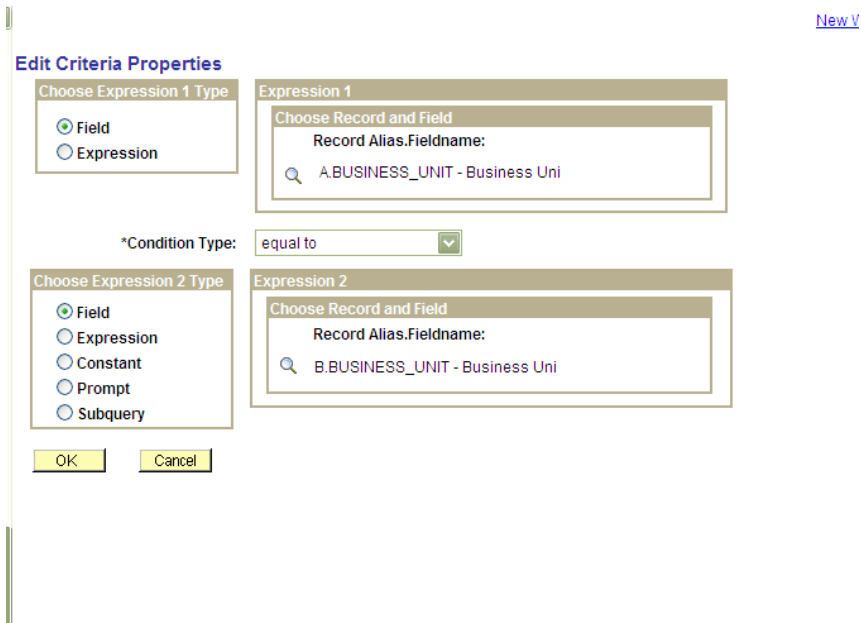 New W
Edit Criteria Properties
Choose Expression 1 Type
Field
Expression
Expression 1
Choose Record and Field
Record Alias.Fieldname:
A.BUSINESS_UNIT - Business Uni
*Condition Type:
equal to
Choose Expression 2 Type
Field
Expression
Constant
Prompt
Subquery
Expression 2
Choose Record and Field
Record Alias.Fieldname:
B.BUSINESS_UNIT - Business Uni
OK
Cancel